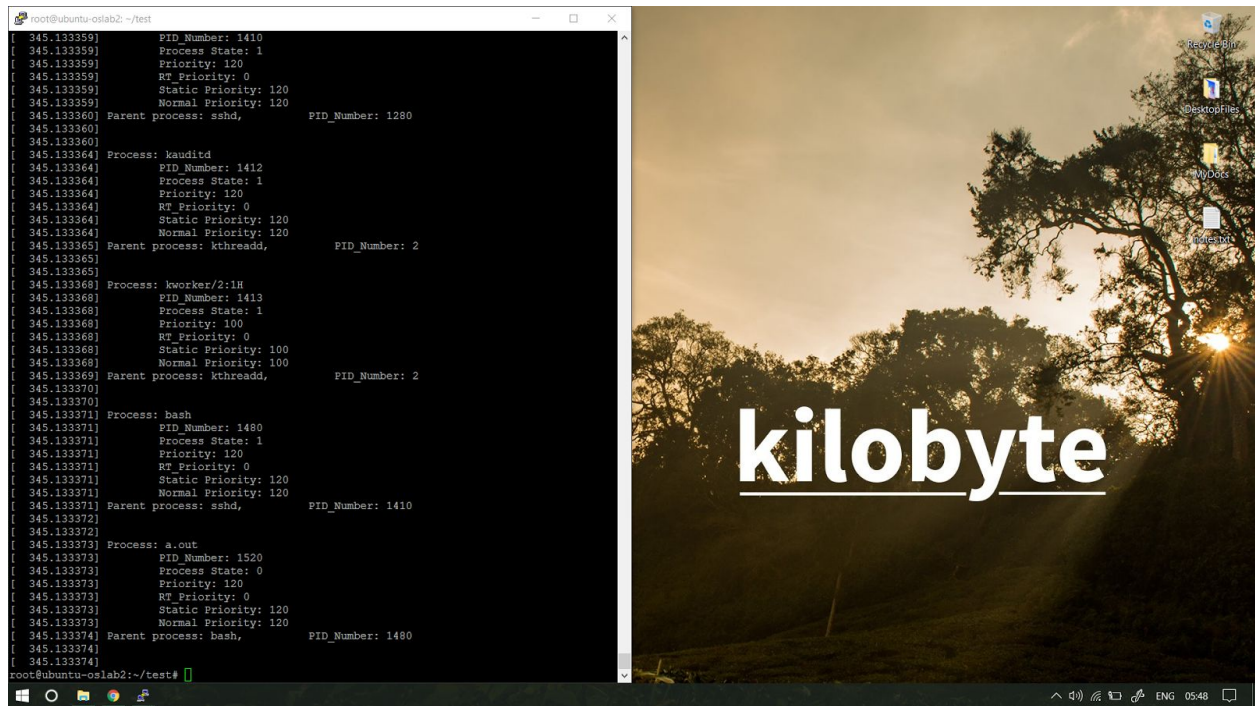 root@ubuntu-oslab2: ~/test
[  345.133359]          PID_Number: 1410
[  345.133359]          Process State: 1
[  345.133359]          Priority: 120
[  345.133359]          RT_Priority: 0
[  345.133359]          Static Priority: 120
[  345.133359]          Normal Priority: 120
[  345.133360] Parent process: sshd,          PID_Number: 1280
[  345.133360]
[  345.133360]
[  345.133364] Process: kauditd
[  345.133364]          PID_Number: 1412
[  345.133364]          Process State: 1
[  345.133364]          Priority: 120
[  345.133364]          RT_Priority: 0
[  345.133364]          Static Priority: 120
[  345.133364]          Normal Priority: 120
[  345.133365] Parent process: kthreadd,          PID_Number: 2
[  345.133365]
[  345.133365]
[  345.133368] Process: kworker/2:1H
[  345.133368]          PID_Number: 1413
[  345.133368]          Process State: 1
[  345.133368]          Priority: 100
[  345.133368]          RT_Priority: 0
[  345.133368]          Static Priority: 100
[  345.133368]          Normal Priority: 100
[  345.133369] Parent process: kthreadd,          PID_Number: 2
[  345.133370]
[  345.133370]
[  345.133371] Process: bash
[  345.133371]          PID_Number: 1480
[  345.133371]          Process State: 1
[  345.133371]          Priority: 120
[  345.133371]          RT_Priority: 0
[  345.133371]          Static Priority: 120
[  345.133371]          Normal Priority: 120
[  345.133371] Parent process: sshd,          PID_Number: 1410
[  345.133372]
[  345.133372]
[  345.133373] Process: a.out
[  345.133373]          PID_Number: 1520
[  345.133373]          Process State: 0
[  345.133373]          Priority: 120
[  345.133373]          RT_Priority: 0
[  345.133373]          Static Priority: 120
[  345.133373]          Normal Priority: 120
[  345.133374] Parent process: bash,          PID_Number: 1480
[  345.133374]
[  345.133374]
root@ubuntu-oslab2:~/test#
Recycle Bin
DesktopFiles
MyDocs
notes.txt
kilobyte
ENG 05:48